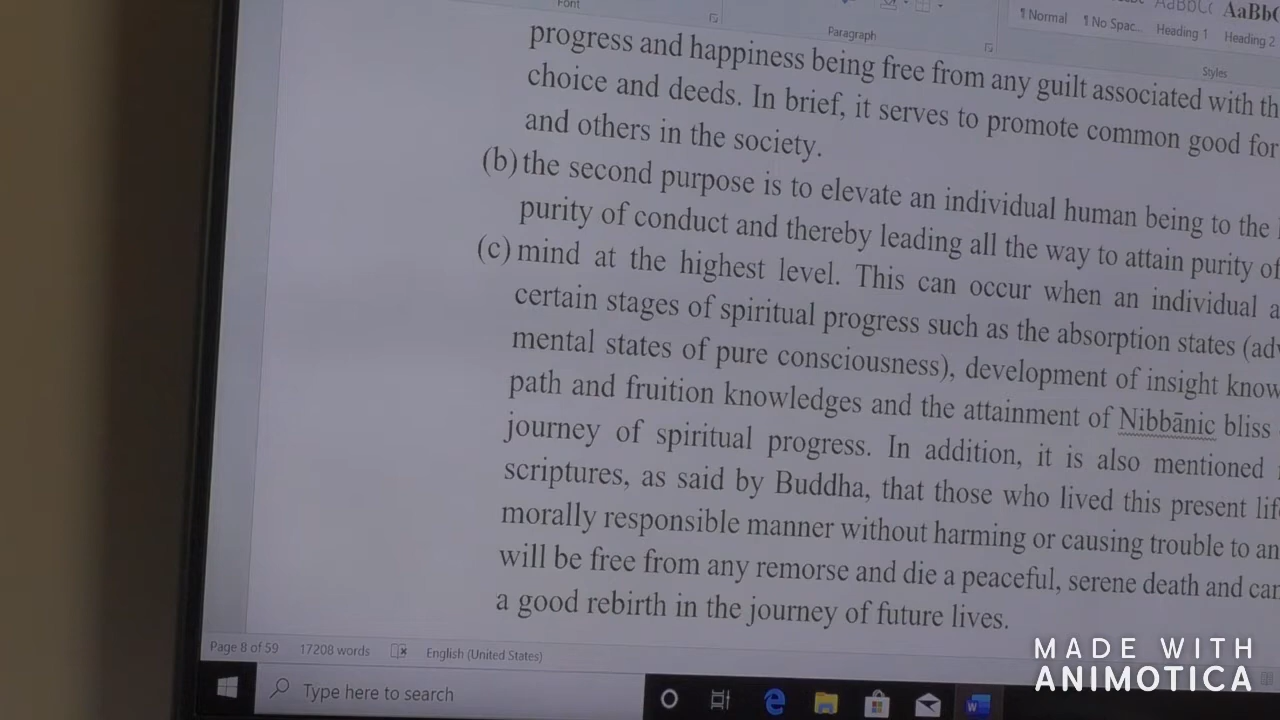 Font
Paragraph
Styles
¶ Normal
¶ No Spac...
Heading 1
Heading 2
progress and happiness being free from any guilt associated with
choice and deeds. In brief, it serves to promote common good for
and others in the society.
(b) the second purpose is to elevate an individual human being to the
purity of conduct and thereby leading all the way to attain purity of
(c) mind at the highest level. This can occur when an individual
certain stages of spiritual progress such as the absorption states
mental states of pure consciousness), development of insight
path and fruition knowledges and the attainment of Nibbānic bliss
journey of spiritual progress. In addition, it is also mentioned
scriptures, as said by Buddha, that those who lived this present
morally responsible manner without harming or causing trouble to
will be free from any remorse and die a peaceful, serene death and
a good rebirth in the journey of future lives.
Page 8 of 59 17208 words English (United States)
Type here to search
MADE WITH
ANIMOTICA